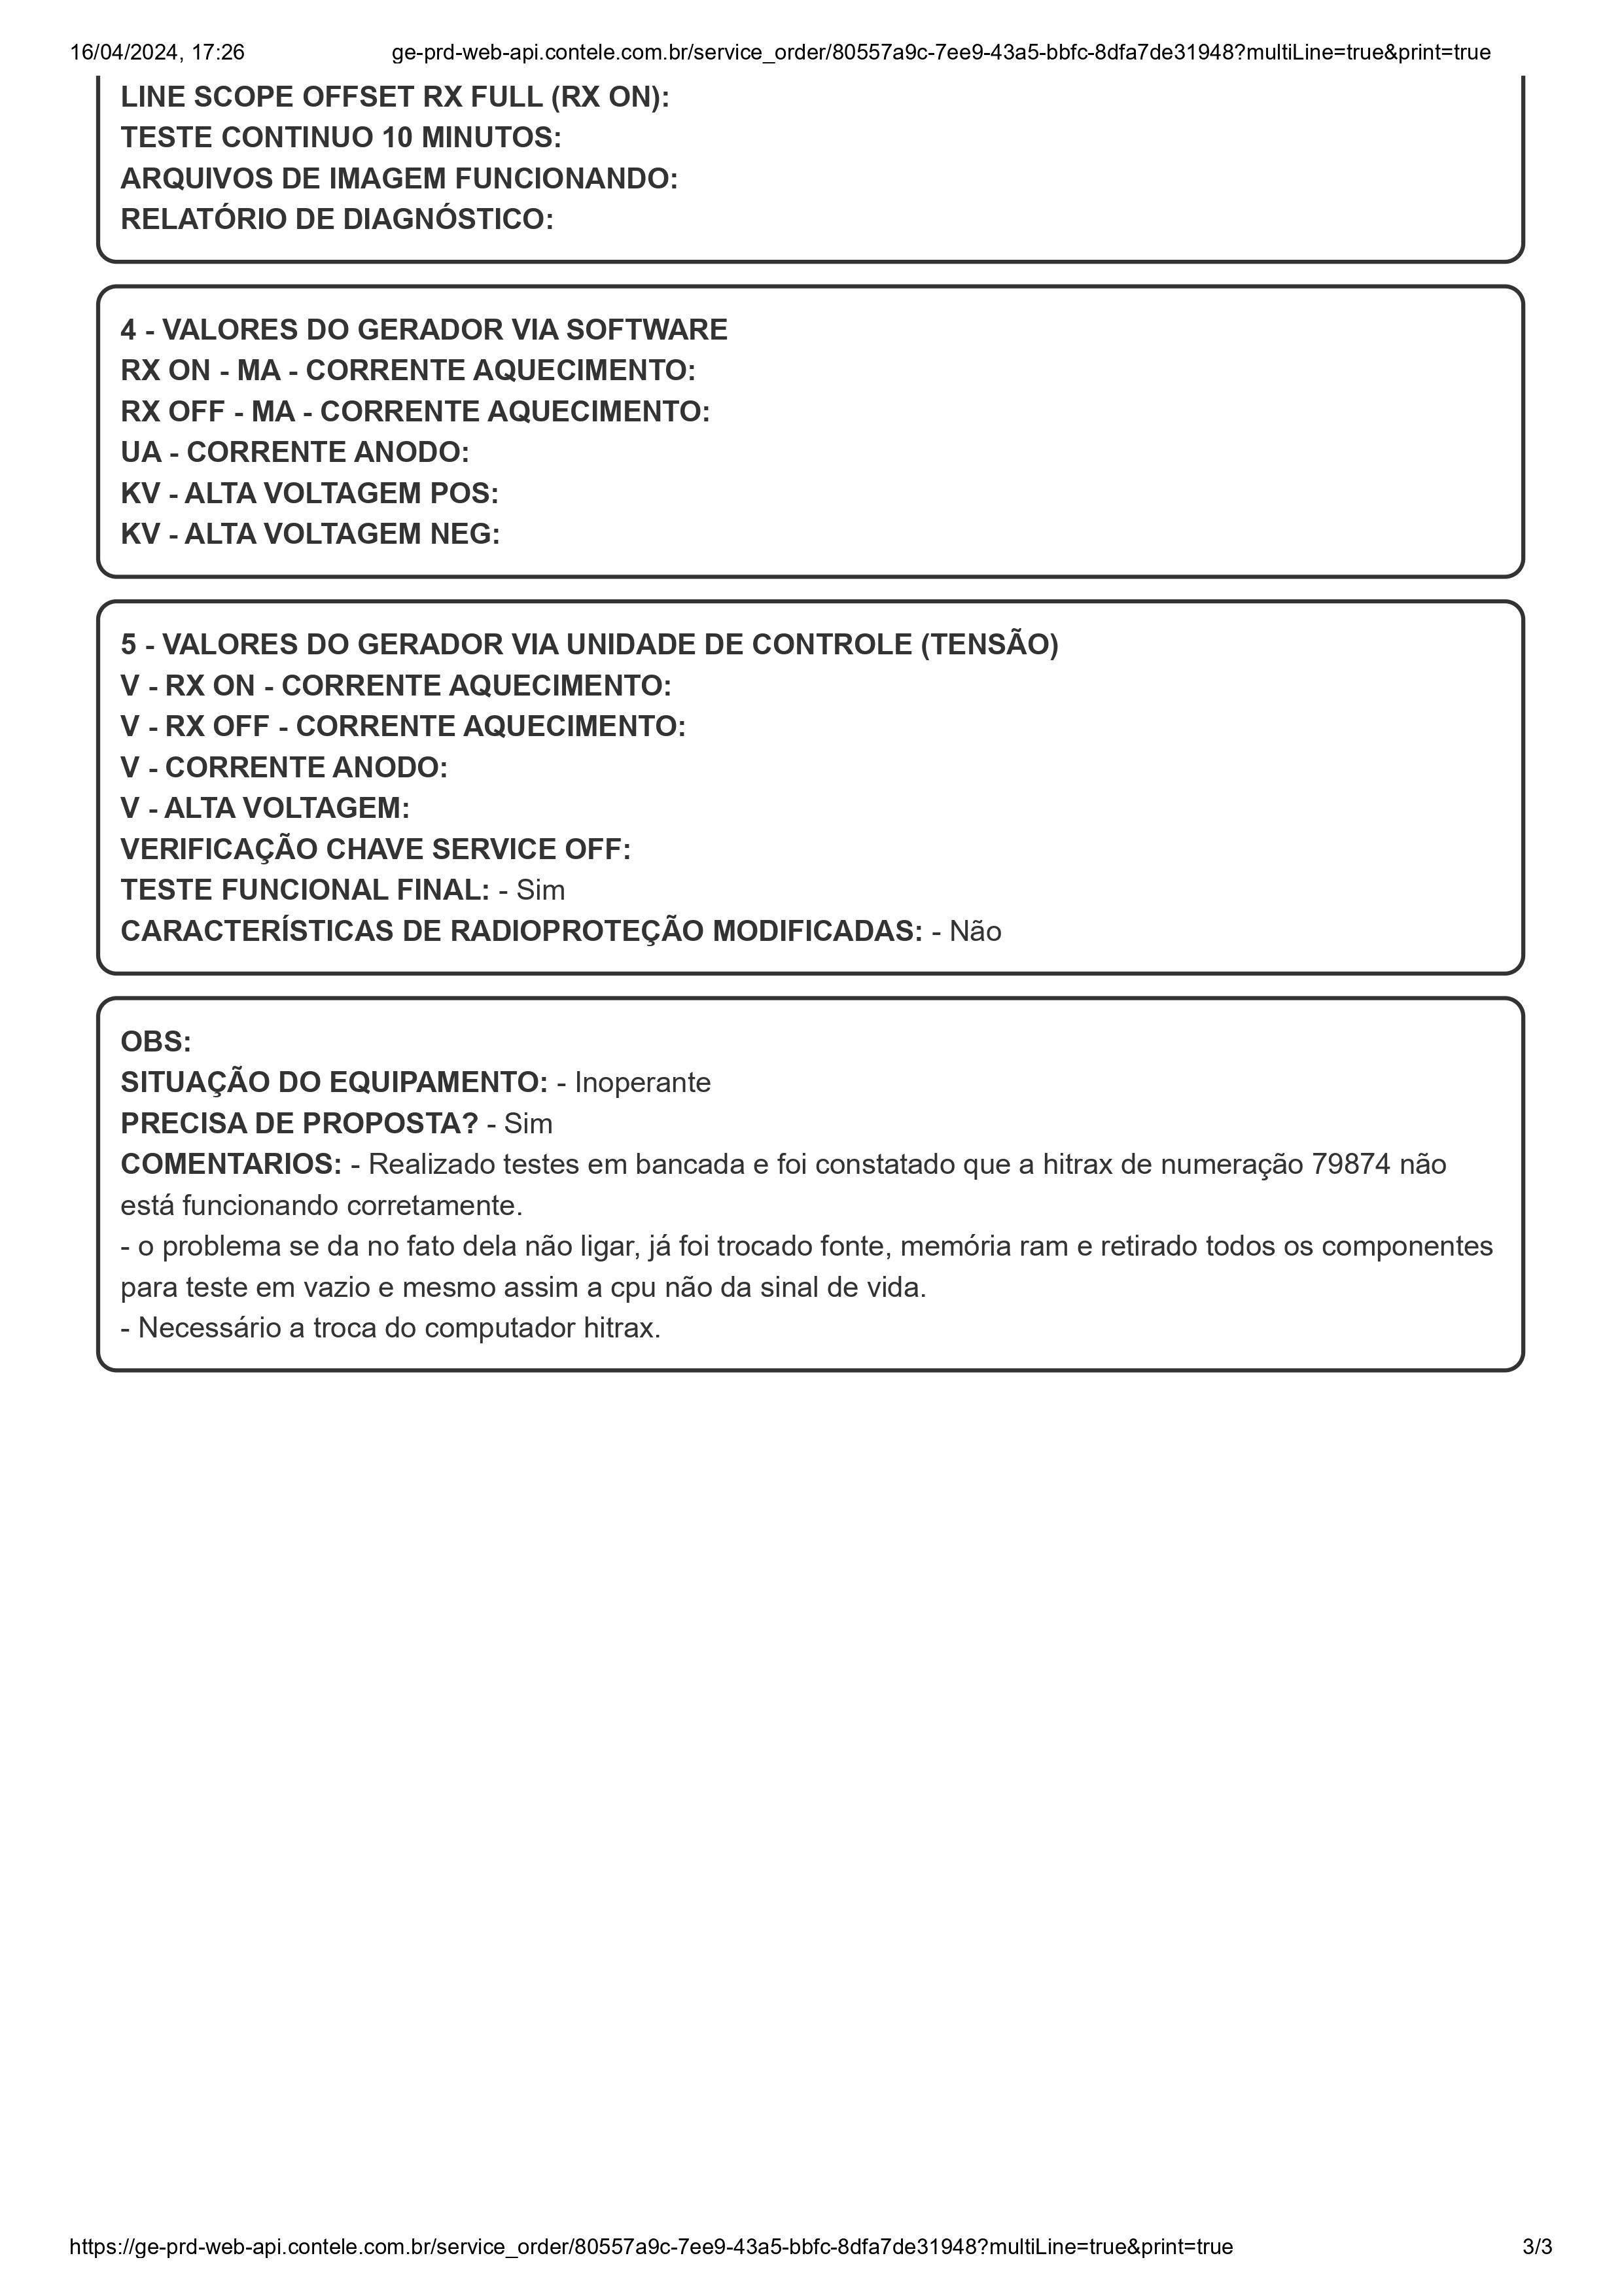 16/04/2024, 17:26 ge-prd-web-api.contele.com.br/service_order/80557a9c-7ee9-43a5-bbfc-8dfa7de31948?multiLine=true&print=true
LINE SCOPE OFFSET RX FULL (RX ON):
TESTE CONTINUO 10 MINUTOS:
ARQUIVOS DE IMAGEM FUNCIONANDO:
RELATÓRIO DE DIAGNÓSTICO:
4 - VALORES DO GERADOR VIA SOFTWARE
RX ON - MA - CORRENTE AQUECIMENTO:
RX OFF - MA - CORRENTE AQUECIMENTO:
UA - CORRENTE ANODO:
KV - ALTA VOLTAGEM POS:
KV - ALTA VOLTAGEM NEG:
5 - VALORES DO GERADOR VIA UNIDADE DE CONTROLE (TENSÃO)
V - RX ON - CORRENTE AQUECIMENTO:
V - RX OFF - CORRENTE AQUECIMENTO:
V - CORRENTE ANODO:
V - ALTA VOLTAGEM:
VERIFICAÇÃO CHAVE SERVICE OFF:
TESTE FUNCIONAL FINAL: - Sim
CARACTERÍSTICAS DE RADIOPROTEÇÃO MODIFICADAS: - Não
OBS:
SITUAÇÃO DO EQUIPAMENTO: - Inoperante
PRECISA DE PROPOSTA? - Sim
COMENTARIOS: - Realizado testes em bancada e foi constatado que a hitrax de numeração 79874 não
está funcionando corretamente.
- o problema se da no fato dela não ligar, já foi trocado fonte, memória ram e retirado todos os componentes
para teste em vazio e mesmo assim a cpu não da sinal de vida.
- Necessário a troca do computador hitrax.
https://ge-prd-web-api.contele.com.br/service_order/80557a9c-7ee9-43a5-bbfc-8dfa7de31948?multiLine=true&print=true 3/3